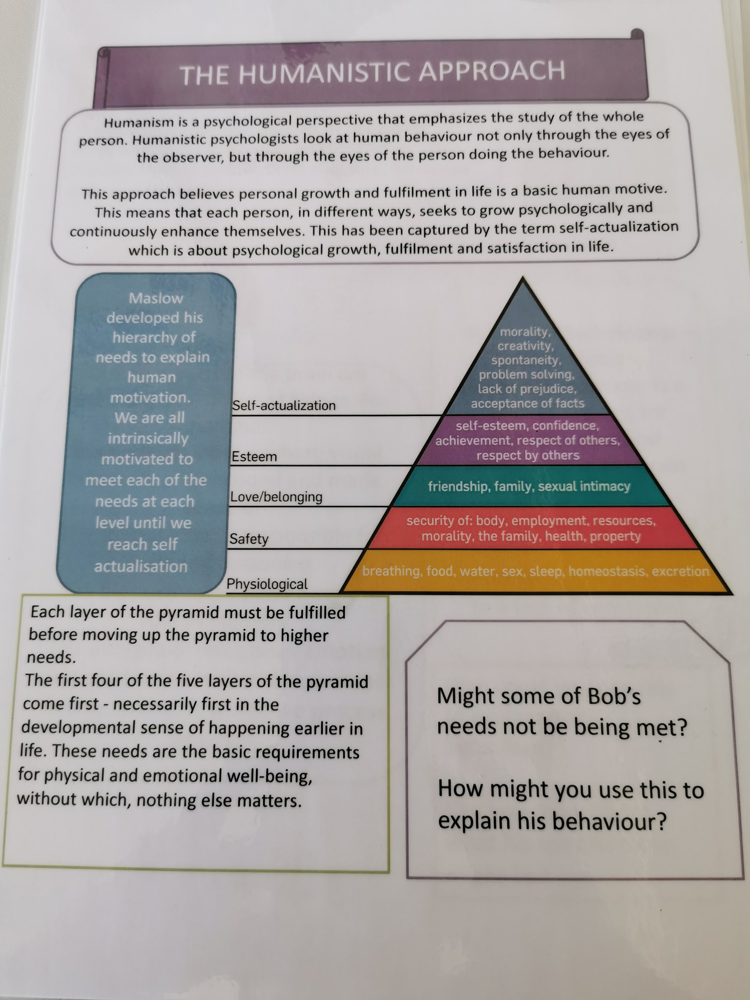 THE HUMANISTIC APPROACH
Humanism is a psychological perspective that emphasizes the study of the whole
person. Humanistic psychologists look at human behaviour not only through the eyes of
the observer, but through the eyes of the person doing the behaviour.
This approach believes personal growth and fulfilment in life is a basic human motive.
This means that each person, in different ways, seeks to grow psychologically and
continuously enhance themselves. This has been captured by the term self-actualization
which is about psychological growth, fulfilment and satisfaction in life.
Maslow
developed his
hierarchy of
needs to explain
human
motivation.
We are all
intrinsically
motivated to
meet each of the
needs at each
level until we
reach self
actualisation
Self-actualization
morality,
creativity,
spontaneity,
problem solving,
lack of prejudice,
acceptance of facts
Esteem
self-esteem, confidence,
achievement, respect of others,
respect by others
Love/belonging
friendship, family, sexual intimacy
Safety
security of: body, employment, resources,
morality, the family, health, property
Physiological
breathing, food, water, sex, sleep, homeostasis, excretion
Each layer of the pyramid must be fulfilled
before moving up the pyramid to higher
needs.
The first four of the five layers of the pyramid
come first - necessarily first in the
developmental sense of happening earlier in
life. These needs are the basic requirements
for physical and emotional well-being,
without which, nothing else matters.
Might some of Bob's
needs not be being met?
How might you use this to
explain his behaviour?